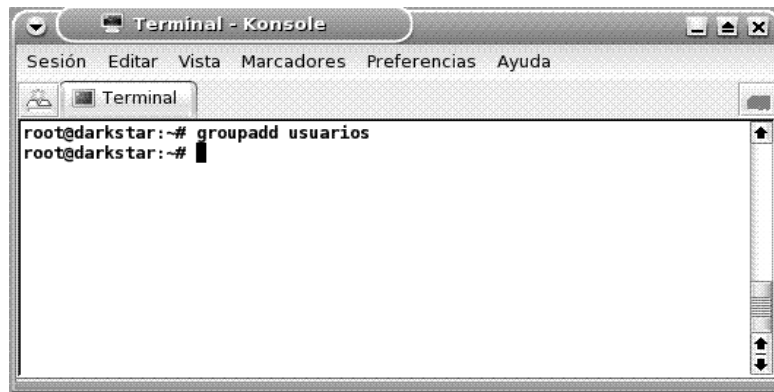 Terminal - Konsole
Sesión Editar Vista Marcadores Preferencias Ayuda
Terminal
root@darkstar:~# groupadd usuarios
root@darkstar:~#